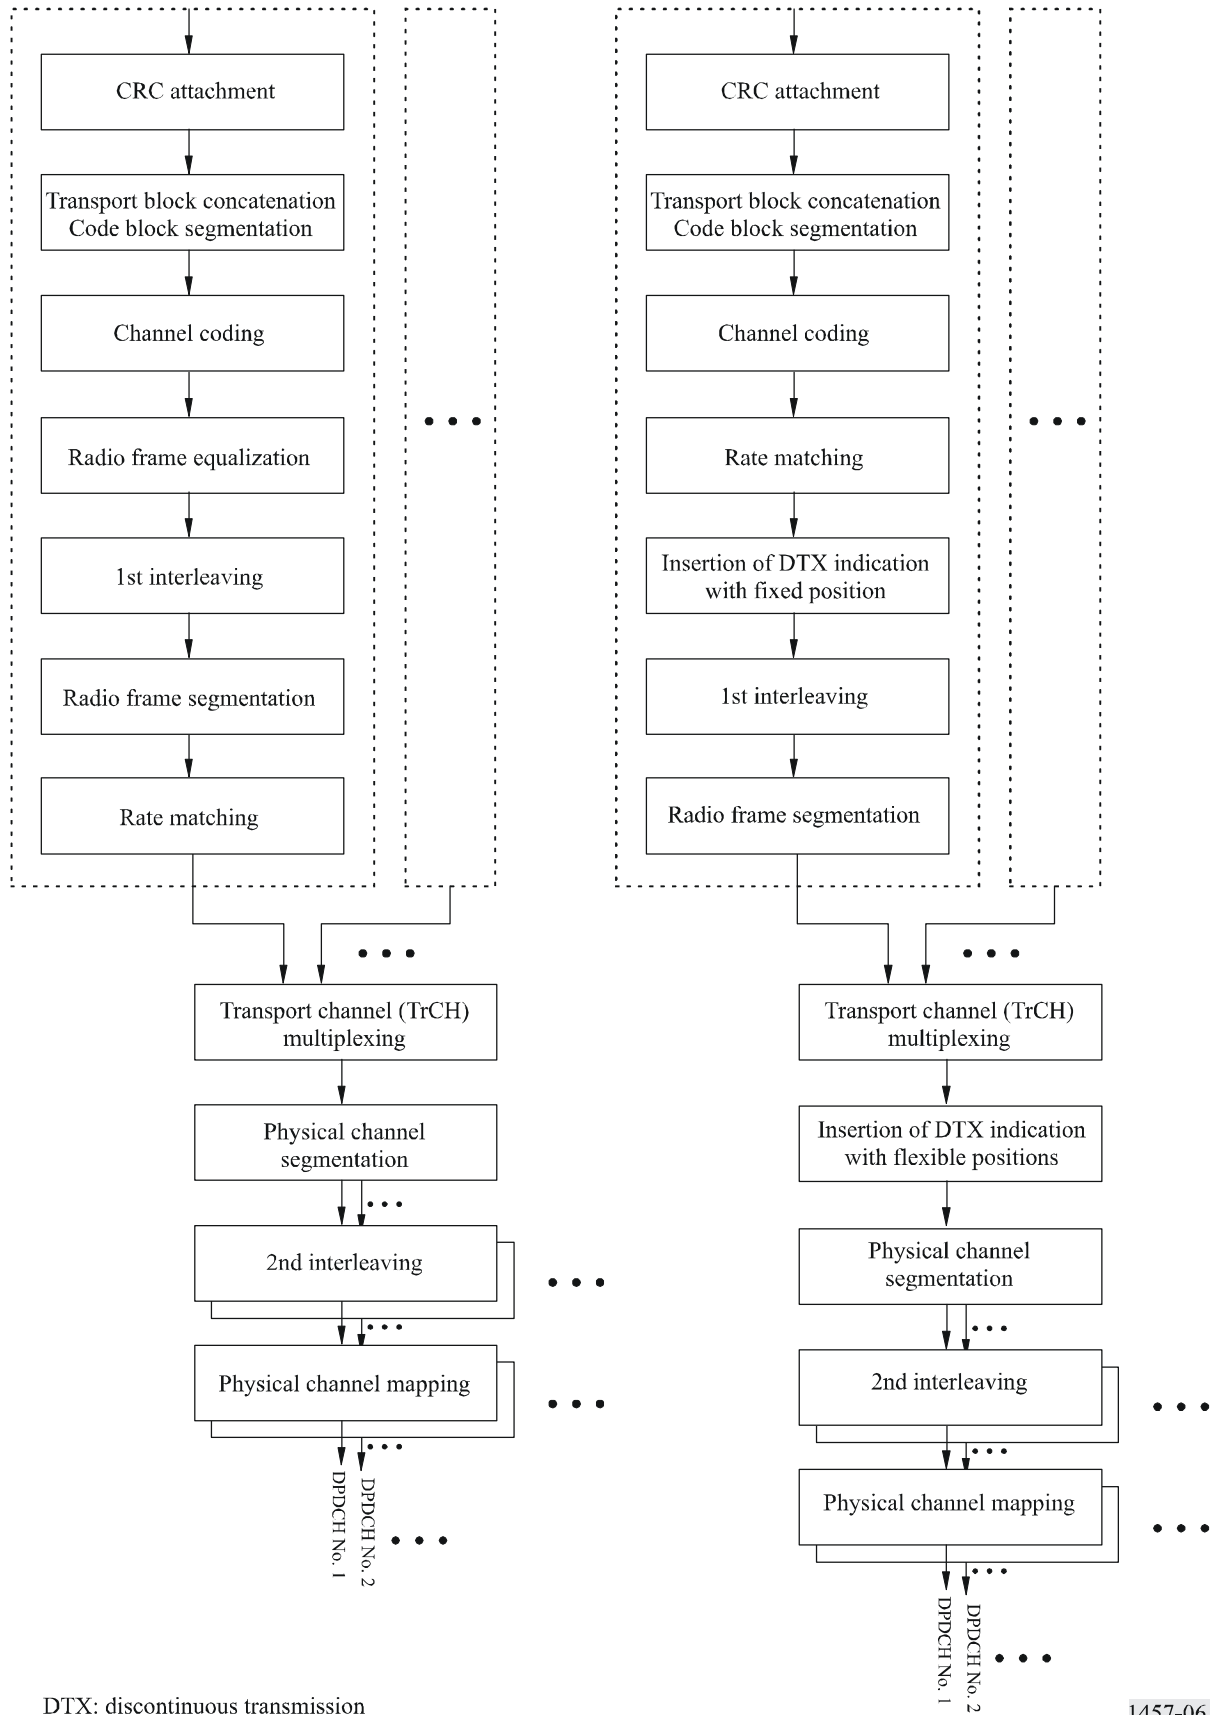 CRC attachment
Transport block concatenation
Code block segmentation
Channel coding
Radio frame equalization
1st interleaving
Radio frame segmentation
Rate matching
Transport channel (TrCH)
multiplexing
Physical channel
segmentation
2nd interleaving
Physical channel mapping
DPDCH No. 1
DPDCH No. 2
CRC attachment
Transport block concatenation
Code block segmentation
Channel coding
Rate matching
Insertion of DTX indication
with fixed position
1st interleaving
Radio frame segmentation
Transport channel (TrCH)
multiplexing
Insertion of DTX indication
with flexible positions
Physical channel
segmentation
2nd interleaving
Physical channel mapping
DPDCH No. 1
DPDCH No. 2
DTX: discontinuous transmission
1457-06